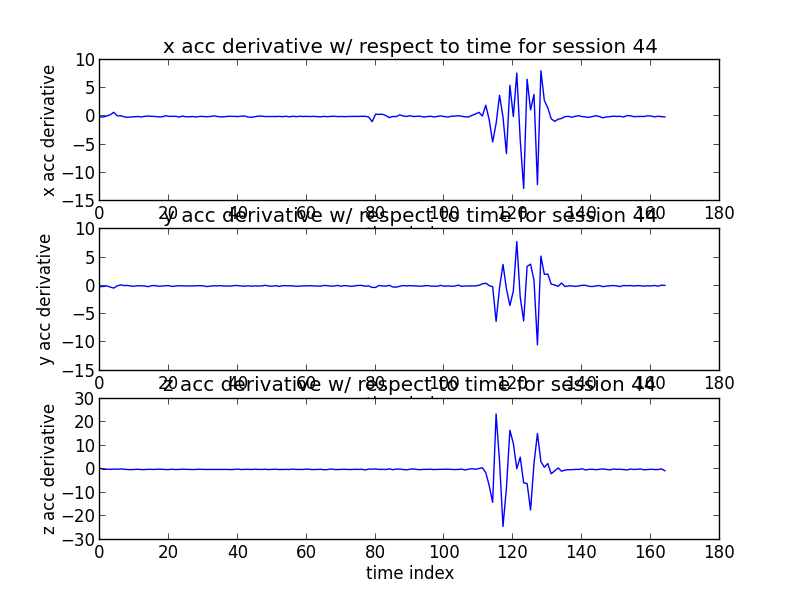 x acc derivative w/ respect to time for session 44
10
5
0
−5
−10
−15
x acc derivative
0 20 40 60 80 100 120 140 160 180
y acc derivative w/ respect to time for session 44
10
5
0
−5
−10
−15
y acc derivative
0 20 40 60 80 100 120 140 160 180
z acc derivative w/ respect to time for session 44
30
20
10
0
−10
−20
−30
z acc derivative
0 20 40 60 80 100 120 140 160 180
time index